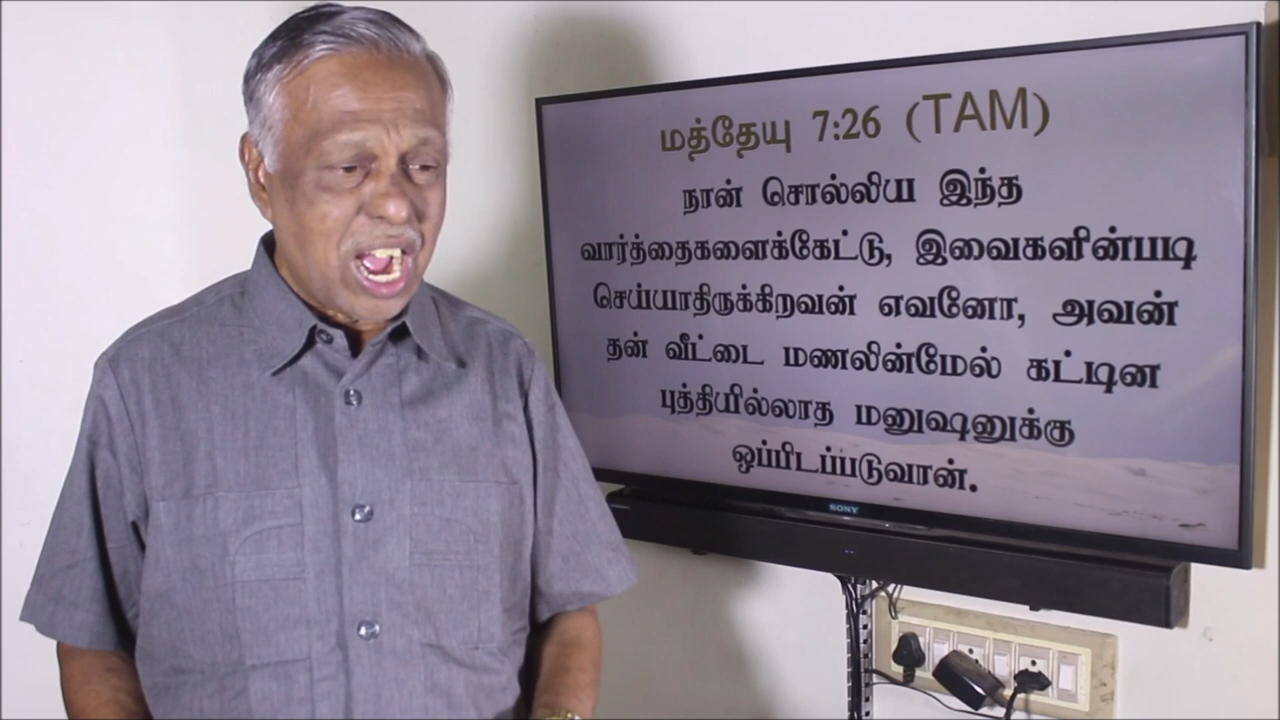 மத்தேயு 7:26 (TAM)
நான் சொல்லிய இந்த
வார்த்தைகளைக்கேட்டு, இவைகளின்படி
செய்யாதிருக்கிறவன் எவனோ, அவன்
தன் வீட்டை மணலின்மேல் கட்டின
புத்தியில்லாத மனுஷனுக்கு
ஒப்பிடப்படுவான்.
SONY